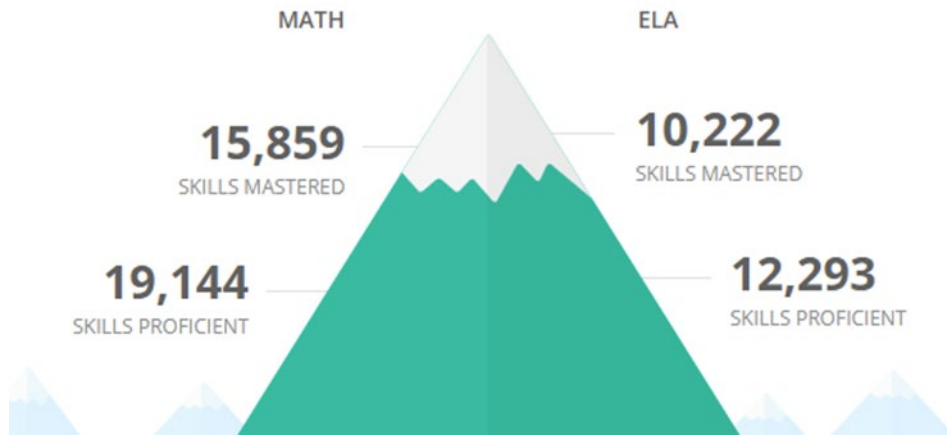 MATH
ELA
15,859
SKILLS MASTERED
10,222
SKILLS MASTERED
19,144
SKILLS PROFICIENT
12,293
SKILLS PROFICIENT